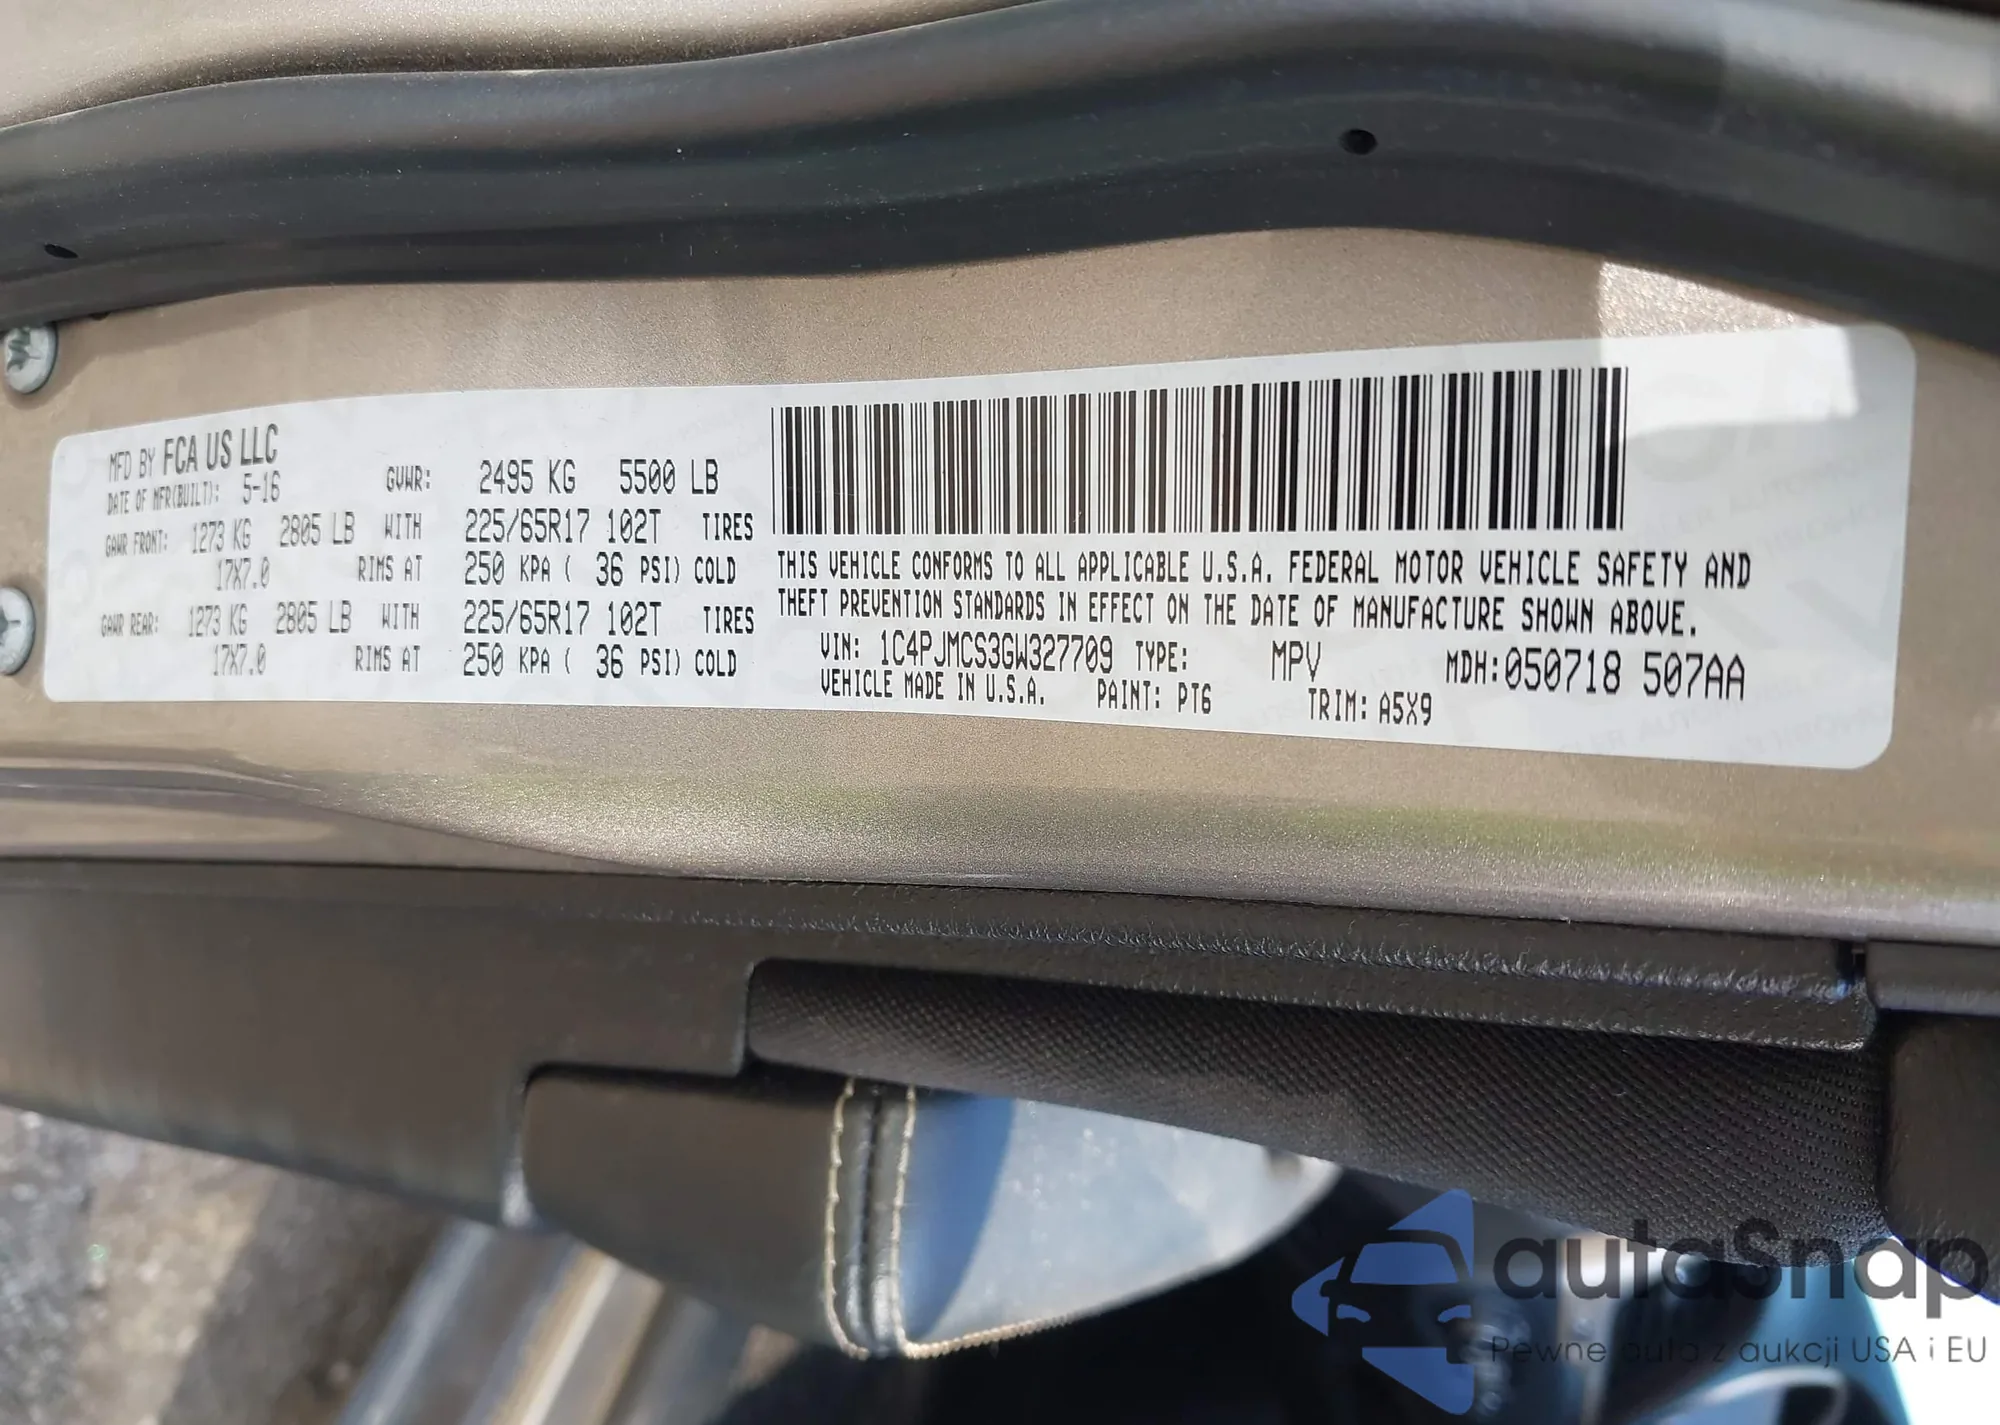 MFD BY FCA US LLC
DATE OF MFR(BUILT): 5-16 GVWR: 2495 KG 5500 LB
GAWR FRONT: 1273 KG 2805 LB WITH 225/65R17 102T TIRES
17X7.0 RIMS AT 250 KPA ( 36 PSI) COLD
GAWR REAR: 1273 KG 2805 LB WITH 225/65R17 102T TIRES
17X7.0 RIMS AT 250 KPA ( 36 PSI) COLD
THIS VEHICLE CONFORMS TO ALL APPLICABLE U.S.A. FEDERAL MOTOR VEHICLE SAFETY AND
THEFT PREVENTION STANDARDS IN EFFECT ON THE DATE OF MANUFACTURE SHOWN ABOVE.
VIN: 1C4PJMCS3GW327709 TYPE: MPV MDH:050718 507AA
VEHICLE MADE IN U.S.A. PAINT: PT6 TRIM: A5X9
autaSnap
Pewne auta z aukcji USA i EU